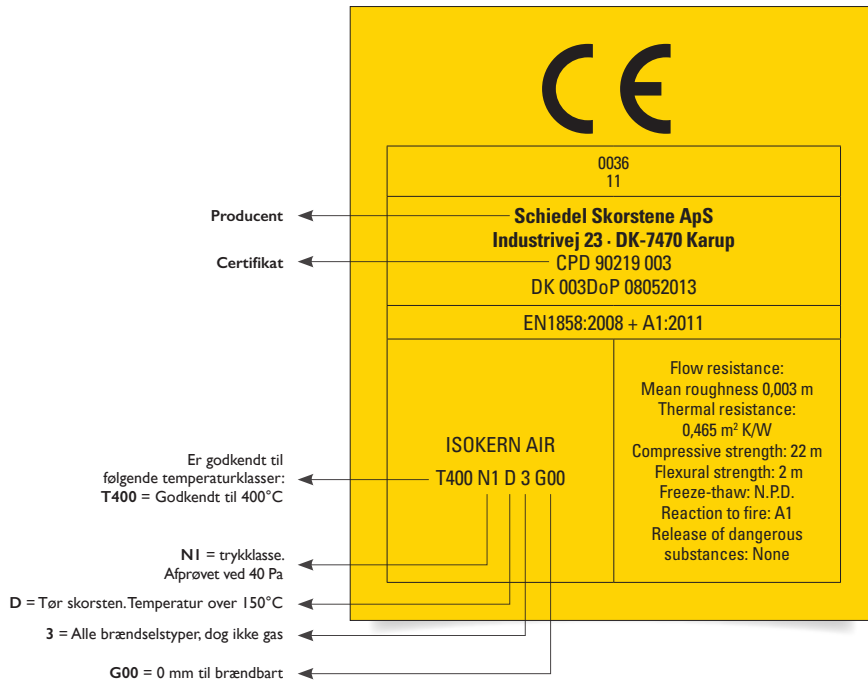 CE
0036
11
Producent
Schiedel Skorstene ApS
Industrivej 23 · DK-7470 Karup
Certifikat
CPD 90219 003
DK 003DoP 08052013
EN1858:2008 + A1:2011
Er godkendt til
følgende temperaturklasser:
T400 = Godkendt til 400°C
ISOKERN AIR
T400 N1 D 3 G00
Flow resistance:
Mean roughness 0,003 m
Thermal resistance:
0,465 m² K/W
Compressive strength: 22 m
Flexural strength: 2 m
Freeze-thaw: N.P.D.
Reaction to fire: A1
Release of dangerous
substances: None
N1 = trykklasse.
Afprøvet ved 40 Pa
D = Tør skorsten. Temperatur over 150°C
3 = Alle brændselstyper, dog ikke gas
G00 = 0 mm til brændbart